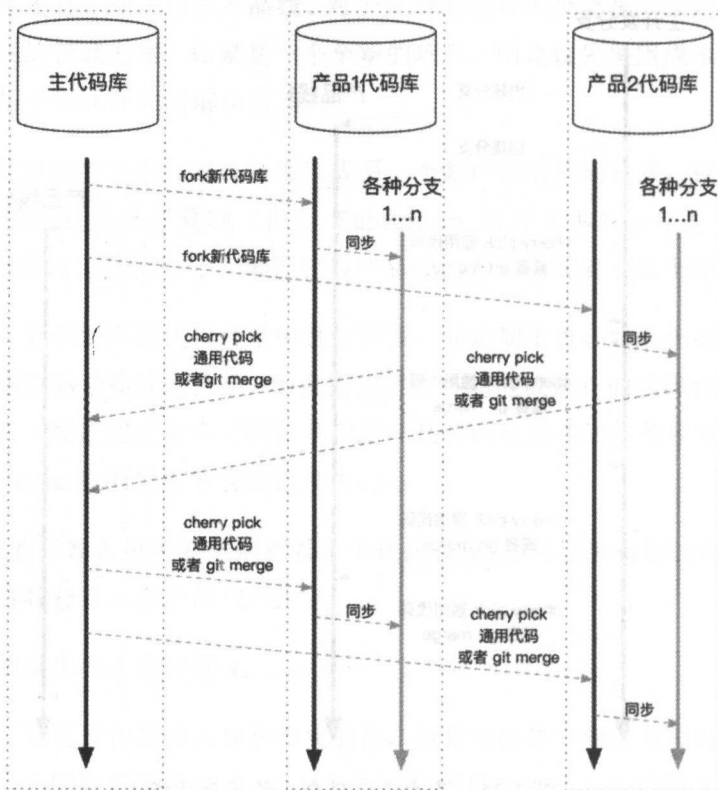 主代码库
产品1代码库
产品2代码库
fork新代码库
各种分支
1...n
各种分支
1...n
同步
fork新代码库
同步
cherry pick
通用代码
或者git merge
cherry pick
通用代码
或者 git merge
cherry pick
通用代码
或者 git merge
同步
cherry pick
通用代码
或者 git merge
同步